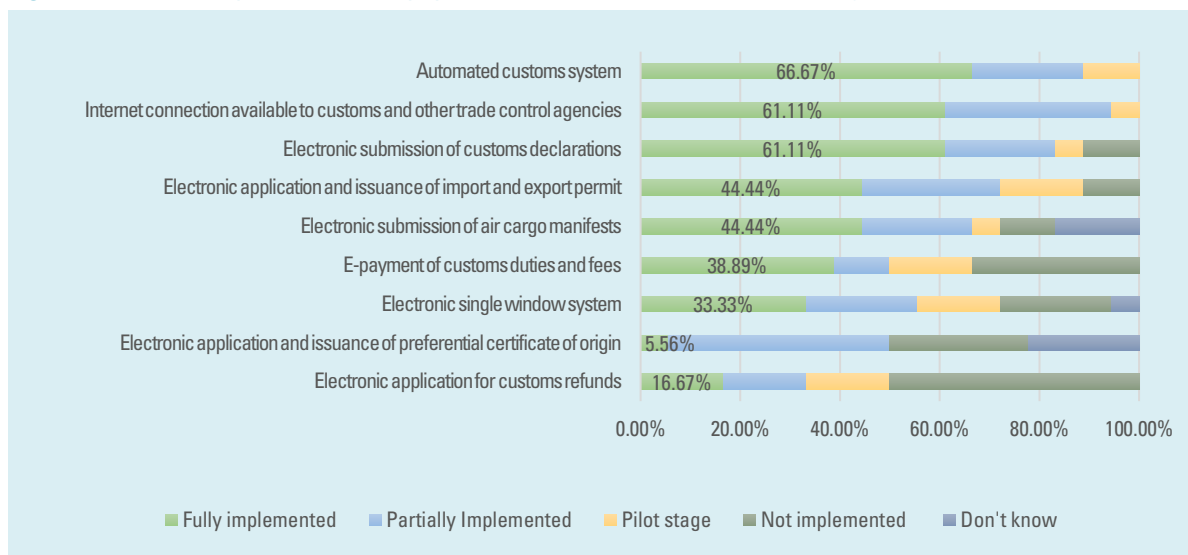 Automated customs system
66.67%
Internet connection available to customs and other trade control agencies
61.11%
Electronic submission of customs declarations
61.11%
Electronic application and issuance of import and export permit
44.44%
Electronic submission of air cargo manifests
44.44%
E-payment of customs duties and fees
38.89%
Electronic single window system
33.33%
Electronic application and issuance of preferential certificate of origin
5.56%
Electronic application for customs refunds
16.67%
0.00% 20.00% 40.00% 60.00% 80.00% 100.00%
Fully implemented Partially Implemented Pilot stage Not implemented Don't know